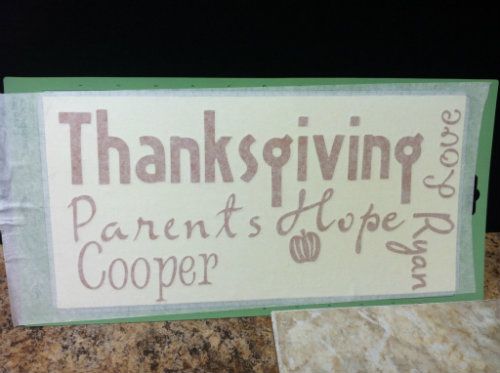 Thanksgiving
Parents Hope
Cooper
Love
Ryan